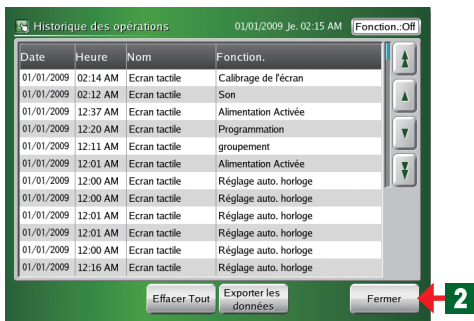 Historique des opérations 01/01/2009 Je. 02:15 AM Fonction.:Off
Date Heure Nom Fonction.
01/01/2009 02:14 AM Ecran tactile Calibrage de l'écran
01/01/2009 02:12 AM Ecran tactile Son
01/01/2009 12:37 AM Ecran tactile Alimentation Activée
01/01/2009 12:20 AM Ecran tactile Programmation
01/01/2009 12:11 AM Ecran tactile groupement
01/01/2009 12:01 AM Ecran tactile Alimentation Activée
01/01/2009 12:00 AM Ecran tactile Réglage auto. horloge
01/01/2009 12:00 AM Ecran tactile Réglage auto. horloge
01/01/2009 12:01 AM Ecran tactile Réglage auto. horloge
01/01/2009 12:01 AM Ecran tactile Réglage auto. horloge
01/01/2009 12:00 AM Ecran tactile Réglage auto. horloge
01/01/2009 12:16 AM Ecran tactile Réglage auto. horloge
Effacer Tout Exporter les données Fermer 2